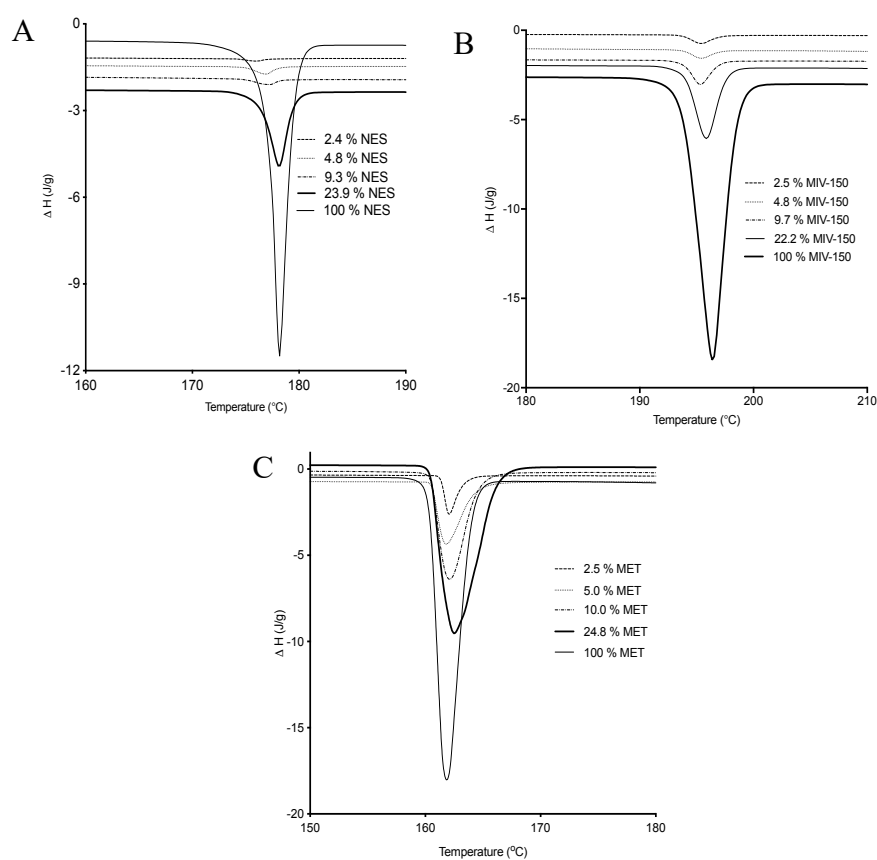 A
0
-3
-6
-9
-12
Δ H (J/g)
160
170
180
190
Temperature (°C)
2.4 % NES
4.8 % NES
9.3 % NES
23.9 % NES
100 % NES
B
0
-5
-10
-15
-20
Δ H (J/g)
180
190
200
210
Temperature (°C)
2.5 % MIV-150
4.8 % MIV-150
9.7 % MIV-150
22.2 % MIV-150
100 % MIV-150
C
0
-5
-10
-15
-20
Δ H (J/g)
150
160
170
180
Temperature (°C)
2.5 % MET
5.0 % MET
10.0 % MET
24.8 % MET
100 % MET